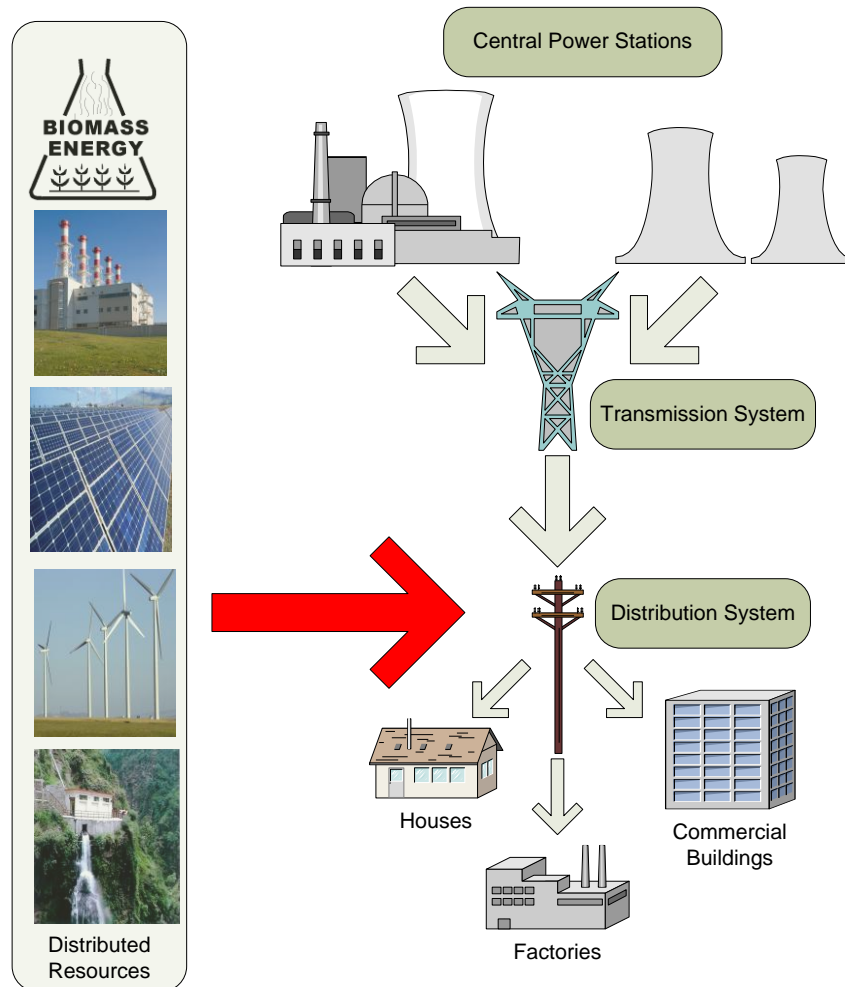 BIOMASS
ENERGY
Distributed
Resources
Central Power Stations
Transmission System
Distribution System
Houses
Commercial
Buildings
Factories